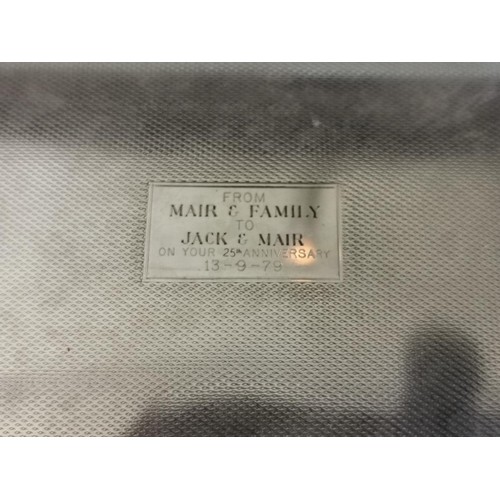 FROM
MAIR & FAMILY
TO
JACK & MAIR
ON YOUR 25th ANNIVERSARY
13-9-79